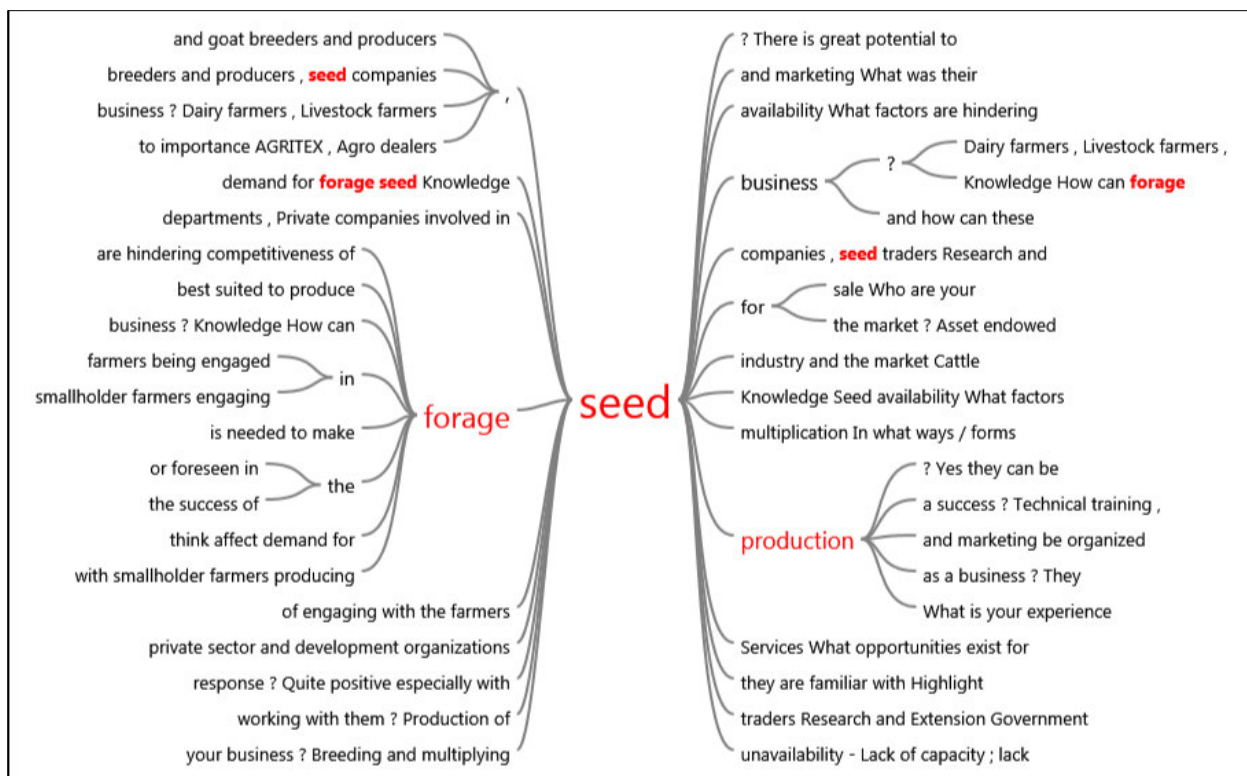 and goat breeders and producers
breeders and producers , seed companies
business ? Dairy farmers , Livestock farmers
to importance AGRITEX , Agro dealers
,
demand for forage seed Knowledge
departments , Private companies involved in
are hindering competitiveness of
best suited to produce
business ? Knowledge How can
farmers being engaged
smallholder farmers engaging
in
is needed to make
or foreseen in
the success of
the
think affect demand for
with smallholder farmers producing
forage
of engaging with the farmers
private sector and development organizations
response ? Quite positive especially with
working with them ? Production of
your business ? Breeding and multiplying
seed
? There is great potential to
and marketing What was their
availability What factors are hindering
business
?
Dairy farmers , Livestock farmers ,
Knowledge How can forage
and how can these
companies , seed traders Research and
for
sale Who are your
the market ? Asset endowed
industry and the market Cattle
Knowledge Seed availability What factors
multiplication In what ways / forms
production
? Yes they can be
a success ? Technical training ,
and marketing be organized
as a business ? They
What is your experience
Services What opportunities exist for
they are familiar with Highlight
traders Research and Extension Government
unavailability - Lack of capacity ; lack